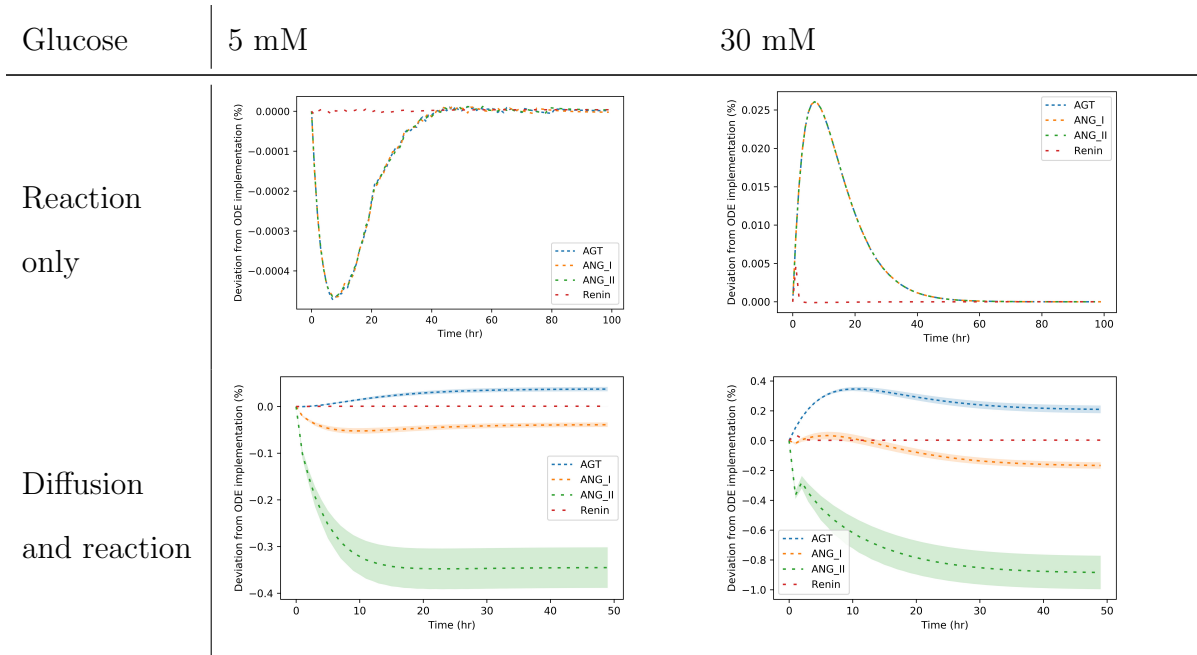 Glucose
5 mM
30 mM
Reaction
only
Deviation from ODE implementation (%)
0.0000
−0.0001
−0.0002
−0.0003
−0.0004
0
20
40
60
80
100
Time (hr)
AGT
ANG_I
ANG_II
Renin
Deviation from ODE implementation (%)
0.025
0.020
0.015
0.010
0.005
0.000
0
20
40
60
80
100
Time (hr)
AGT
ANG_I
ANG_II
Renin
Diffusion
and reaction
Deviation from ODE implementation (%)
0.0
−0.1
−0.2
−0.3
−0.4
0
10
20
30
40
50
Time (hr)
AGT
ANG_I
ANG_II
Renin
Deviation from ODE implementation (%)
0.4
0.2
0.0
−0.2
−0.4
−0.6
−0.8
−1.0
0
10
20
30
40
50
Time (hr)
AGT
ANG_I
ANG_II
Renin